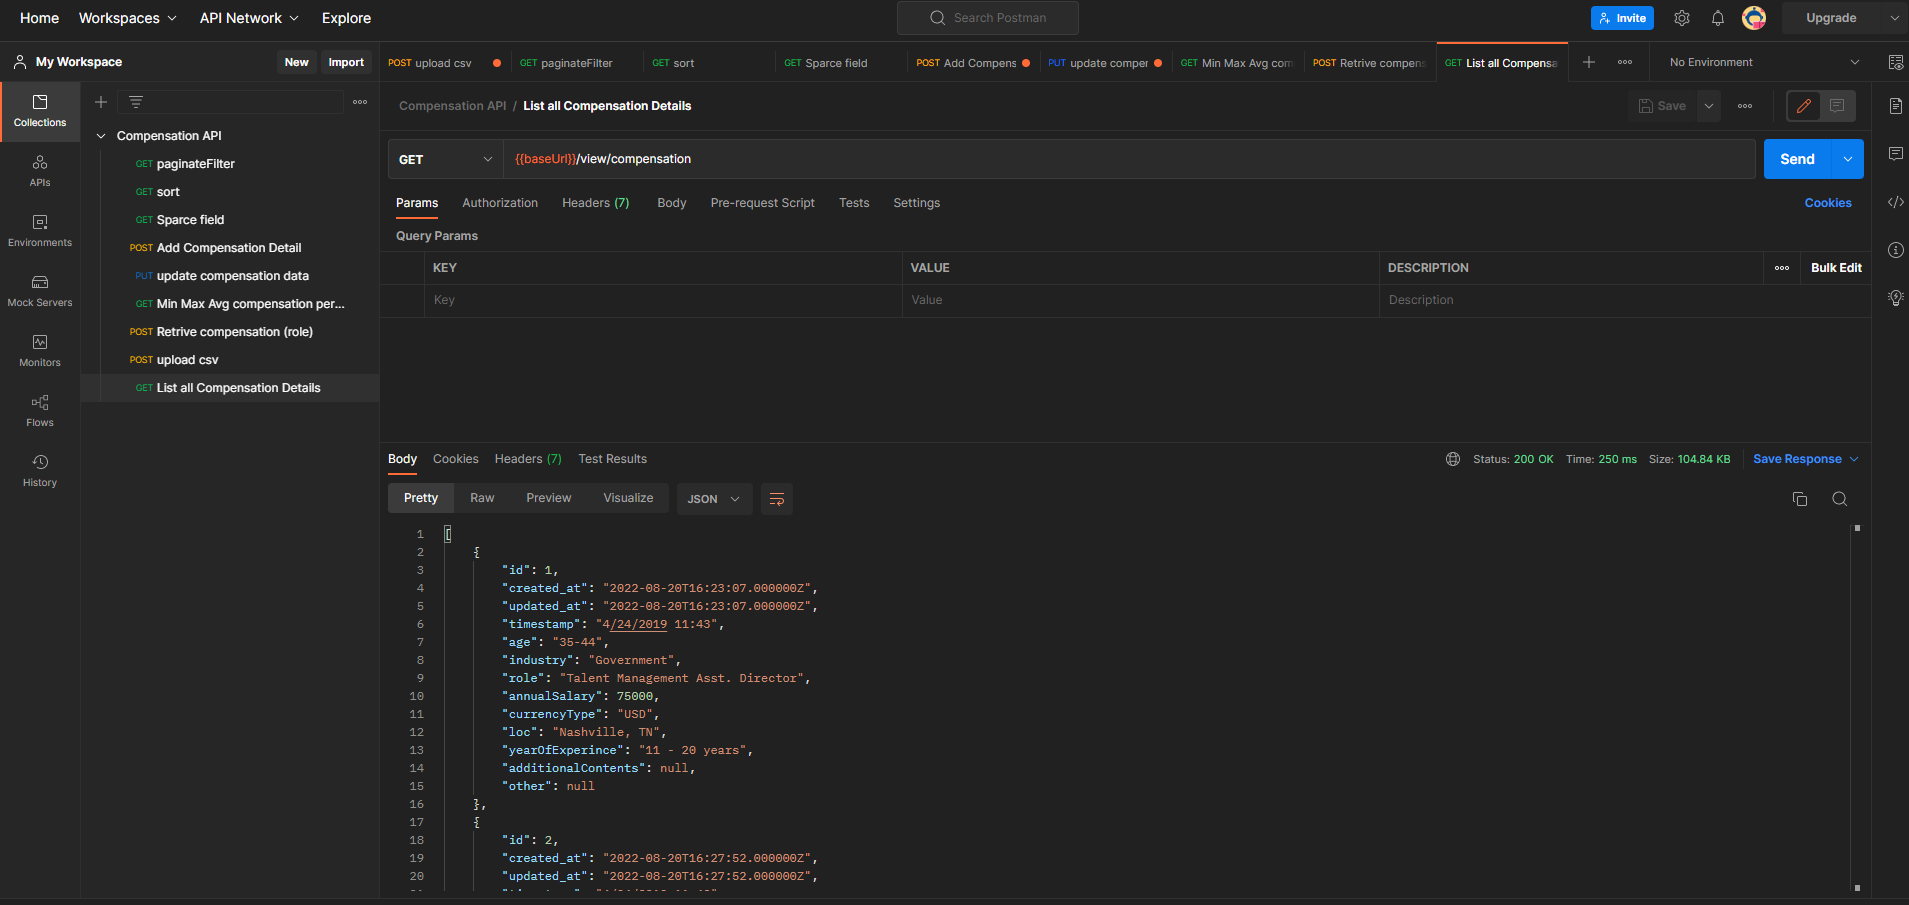 Home Workspaces API Network Explore Search Postman Invite Upgrade
My Workspace New Import
POST upload csv GET paginateFilter GET sort GET Sparce field POST Add Compens PUT update comper GET Min Max Avg com POST Retrive compens GET List all Compensa No Environment
Collections
APIs
Environments
Mock Servers
Monitors
Flows
History
Compensation API
GET paginateFilter
GET sort
GET Sparce field
POST Add Compensation Detail
PUT update compensation data
GET Min Max Avg compensation per...
POST Retrive compensation (role)
POST upload csv
GET List all Compensation Details
Compensation API / List all Compensation Details Save
GET {{baseUrl}}/view/compensation Send
Params Authorization Headers (7) Body Pre-request Script Tests Settings Cookies
Query Params
KEY VALUE DESCRIPTION Bulk Edit
Key Value Description
Body Cookies Headers (7) Test Results Status: 200 OK Time: 250 ms Size: 104.84 KB Save Response
Pretty Raw Preview Visualize JSON
1 [
2 {
3 "id": 1,
4 "created_at": "2022-08-20T16:23:07.000000Z",
5 "updated_at": "2022-08-20T16:23:07.000000Z",
6 "timestamp": "4/24/2019 11:43",
7 "age": "35-44",
8 "industry": "Government",
9 "role": "Talent Management Asst. Director",
10 "annualSalary": 75000,
11 "currencyType": "USD",
12 "loc": "Nashville, TN",
13 "yearOfExperince": "11 - 20 years",
14 "additionalContents": null,
15 "other": null
16 },
17 {
18 "id": 2,
19 "created_at": "2022-08-20T16:27:52.000000Z",
20 "updated_at": "2022-08-20T16:27:52.000000Z",